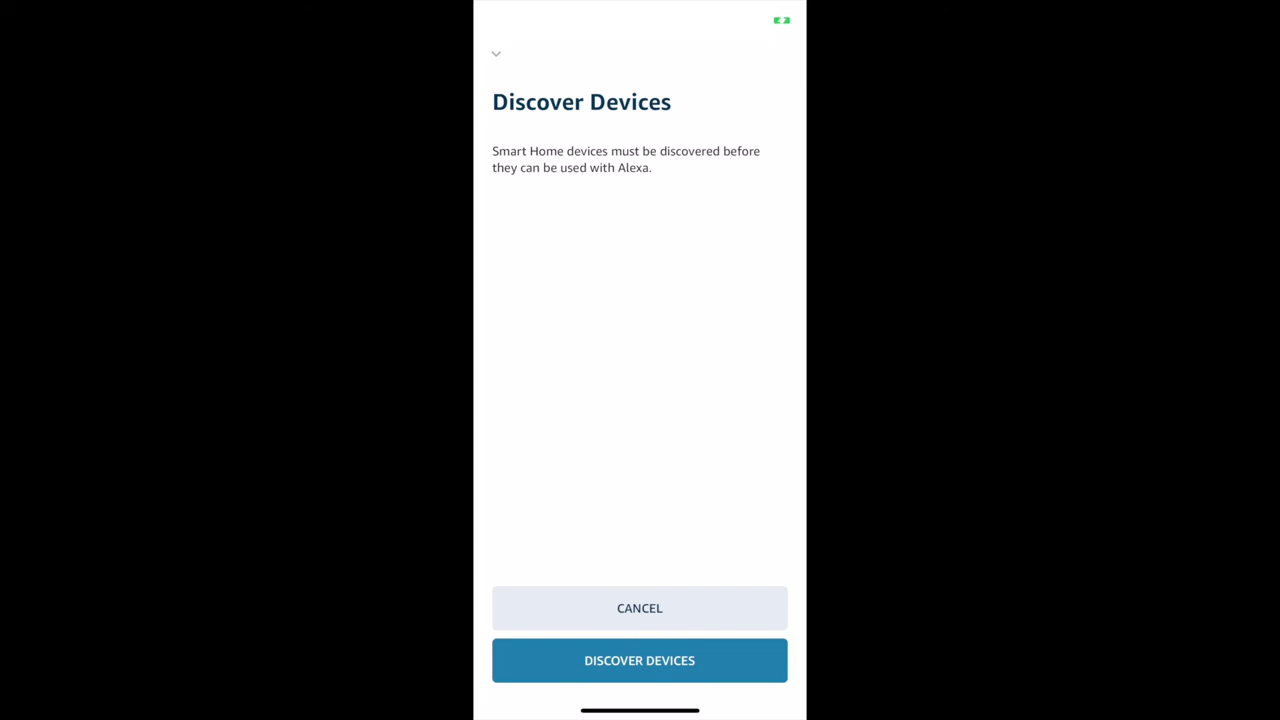 Discover Devices
Smart Home devices must be discovered before
they can be used with Alexa.
CANCEL
DISCOVER DEVICES